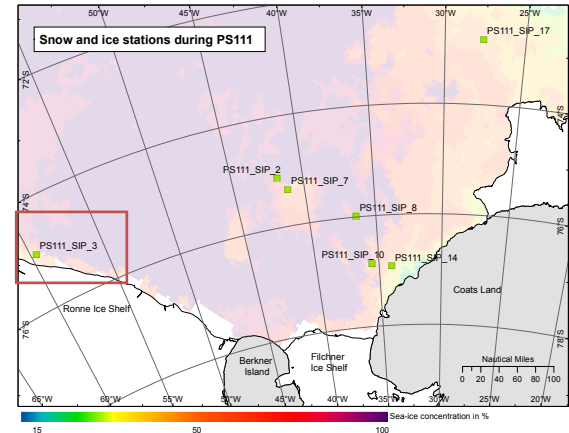 50°W
45°W
40°W
35°W
30°W
25°W
Snow and ice stations during PS111
PS111_SIP_17
72°S
74°S
PS111_SIP_2
PS111_SIP_7
74°S
PS111_SIP_8
76°S
PS111_SIP_3
PS111_SIP_10
PS111_SIP_14
Coats Land
Ronne Ice Shelf
76°S
78°S
Berkner
Island
Filchner
Ice Shelf
Nautical Miles
0 20 40 60 80 100
55°W
50°W
45°W
40°W
35°W
30°W
25°W
20°W
15
50
100
Sea-ice concentration in %